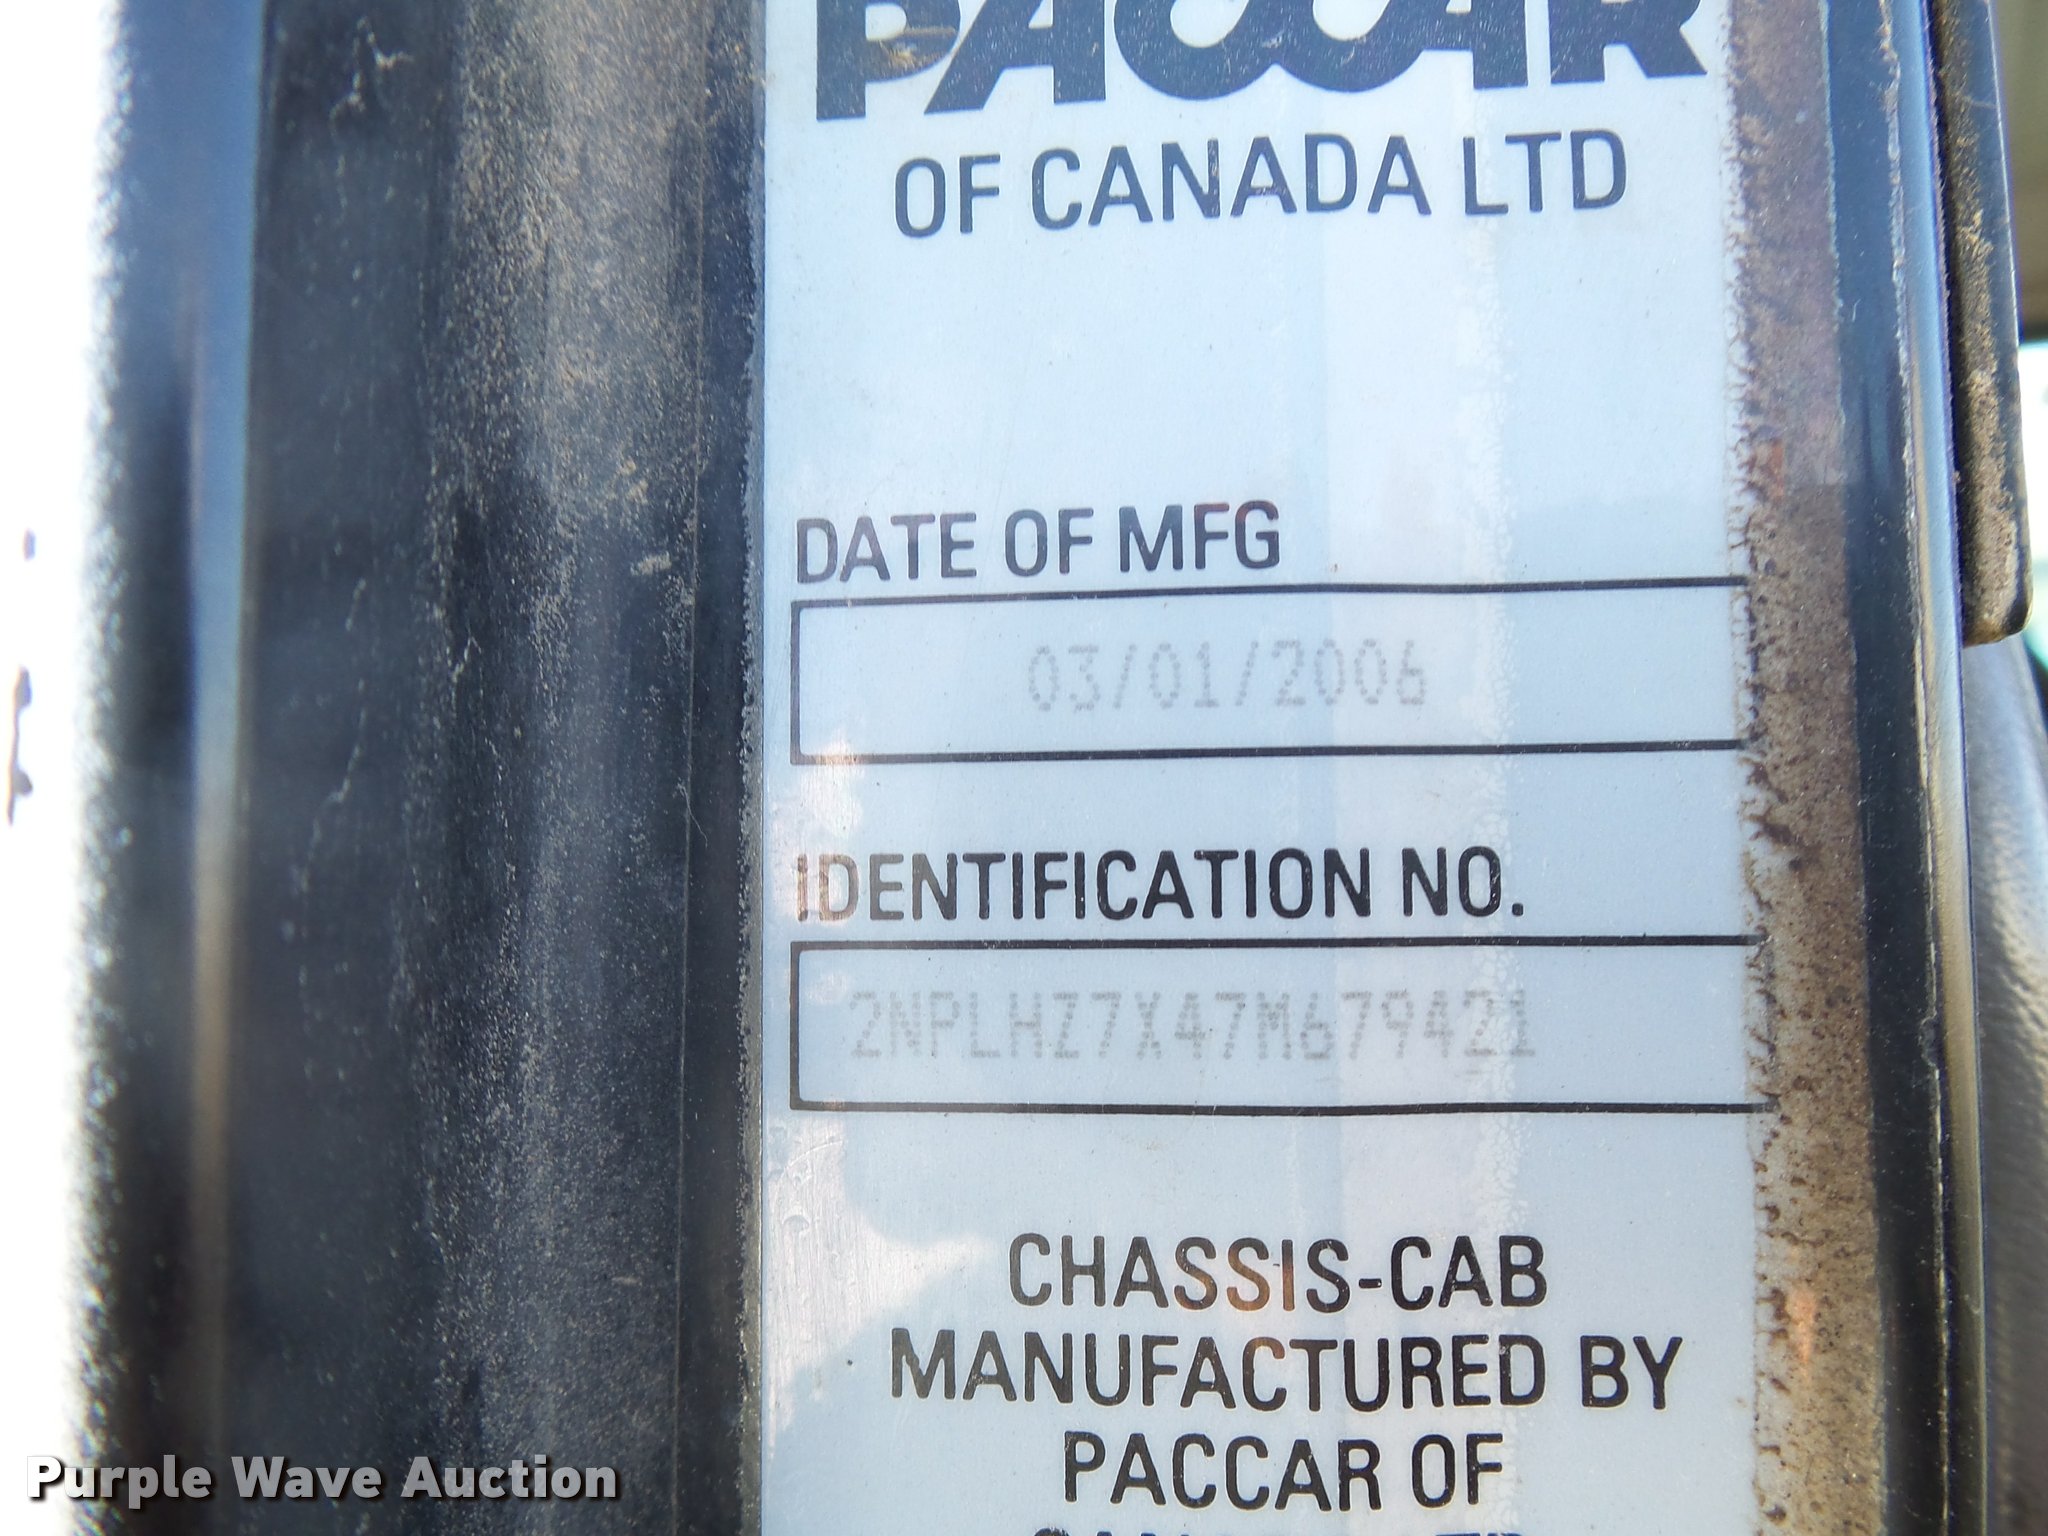 PACCAR
OF CANADA LTD
DATE OF MFG
03/01/2006
IDENTIFICATION NO.
2NPLHZ7X47M679421
CHASSIS-CAB
MANUFACTURED BY
PACCAR OF
Purple Wave Auction